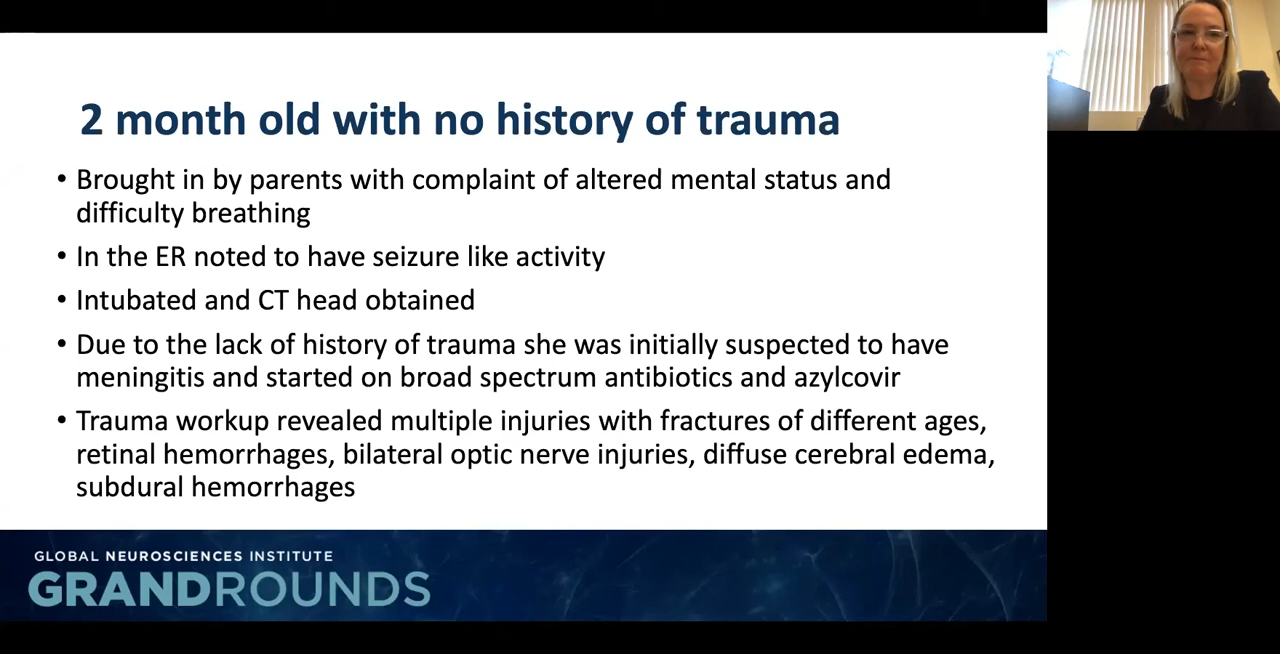 2 month old with no history of trauma
• Brought in by parents with complaint of altered mental status and
difficulty breathing
• In the ER noted to have seizure like activity
• Intubated and CT head obtained
• Due to the lack of history of trauma she was initially suspected to have
meningitis and started on broad spectrum antibiotics and azylcovir
• Trauma workup revealed multiple injuries with fractures of different ages,
retinal hemorrhages, bilateral optic nerve injuries, diffuse cerebral edema,
subdural hemorrhages
GLOBAL NEUROSCIENCES INSTITUTE
GRANDROUNDS